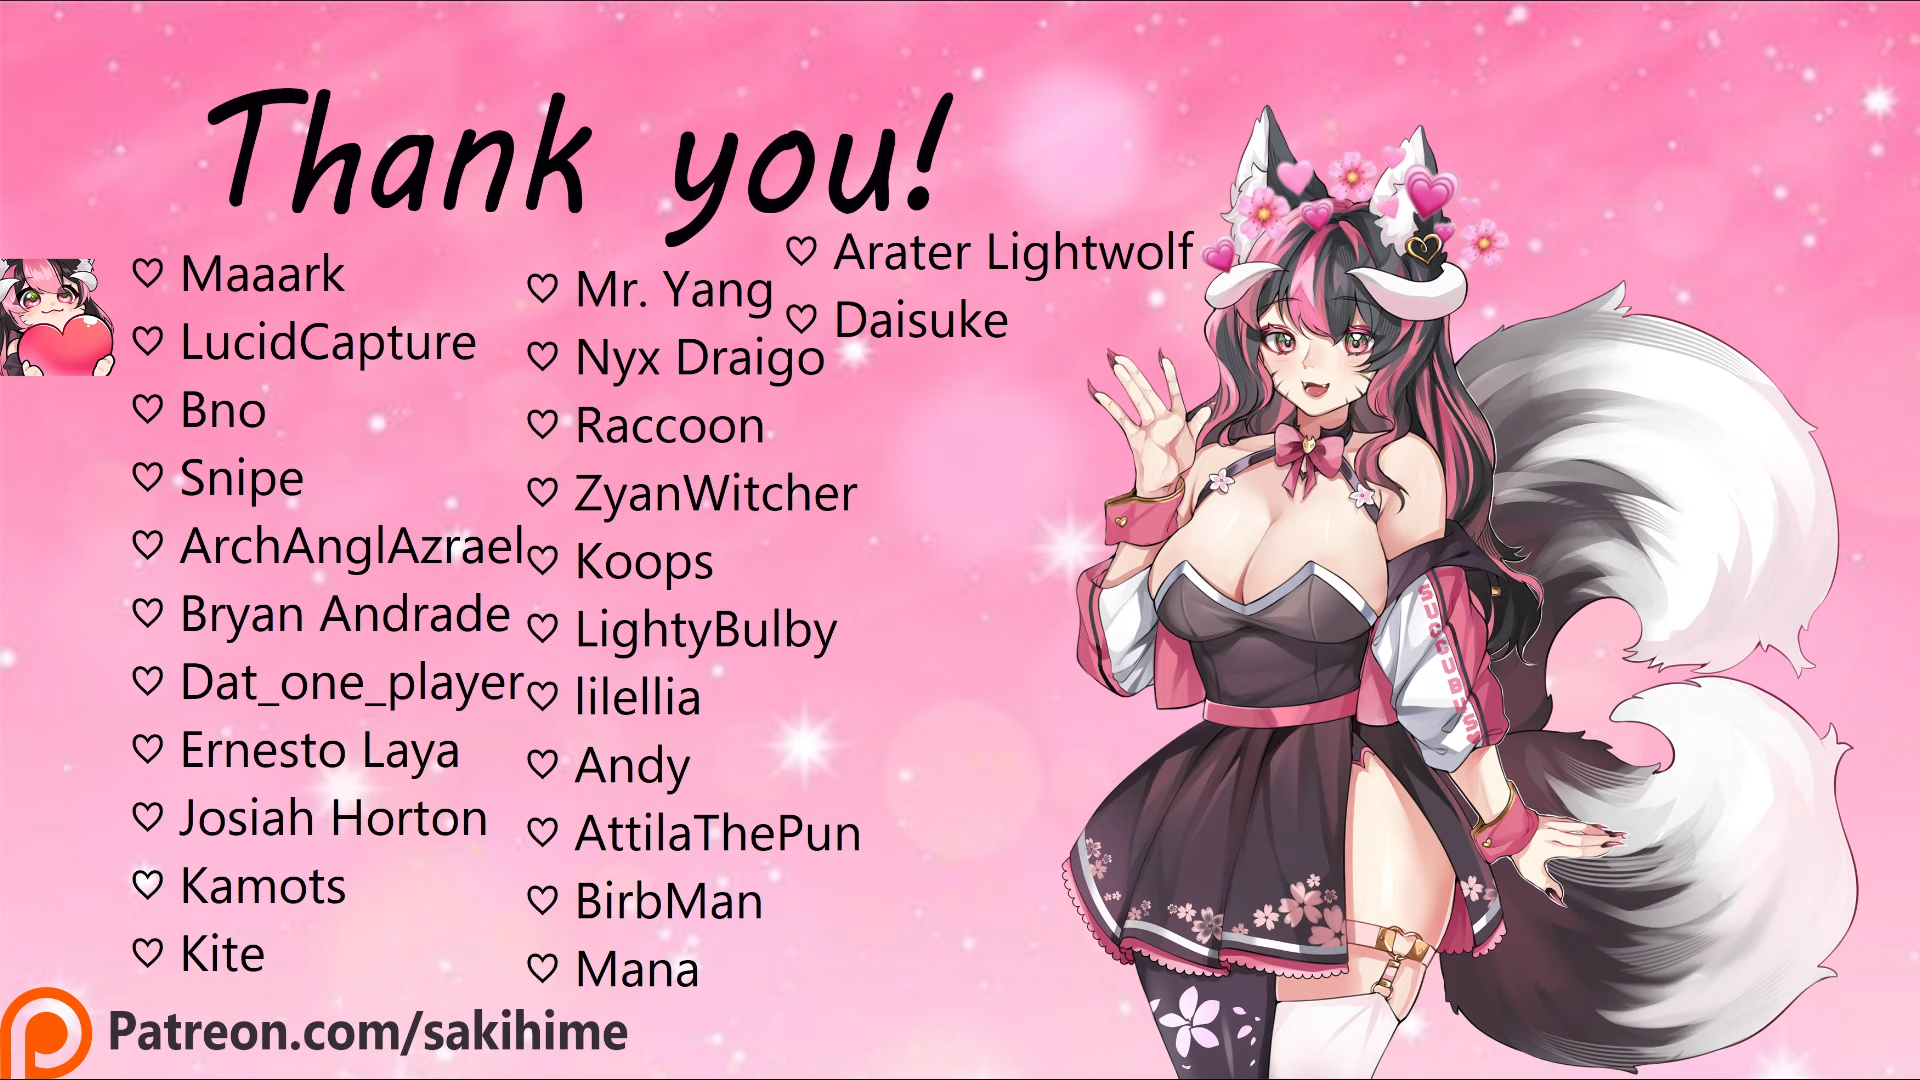 Thank you!
♡ Maaark
♡ LucidCapture
♡ Bno
♡ Snipe
♡ ArchAnglAzrael
♡ Bryan Andrade
♡ Dat_one_player
♡ Ernesto Laya
♡ Josiah Horton
♡ Kamots
♡ Kite
♡ Mr. Yang
♡ Nyx Draigo
♡ Raccoon
♡ ZyanWitcher
♡ Koops
♡ LightyBulby
♡ lilellia
♡ Andy
♡ AttilaThePun
♡ BirbMan
♡ Mana
♡ Arater Lightwolf
♡ Daisuke
SUCCUBUS
Patreon.com/sakihime